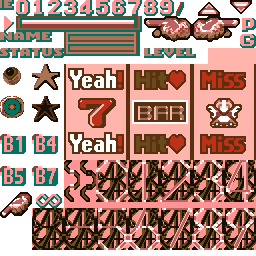 0123456789/
NAME
STATUS LEVEL
P
G
Yeah! Hit♥ Miss
7 BAR
B1 B4 Yeah! Hit♥ Miss
B5 B7